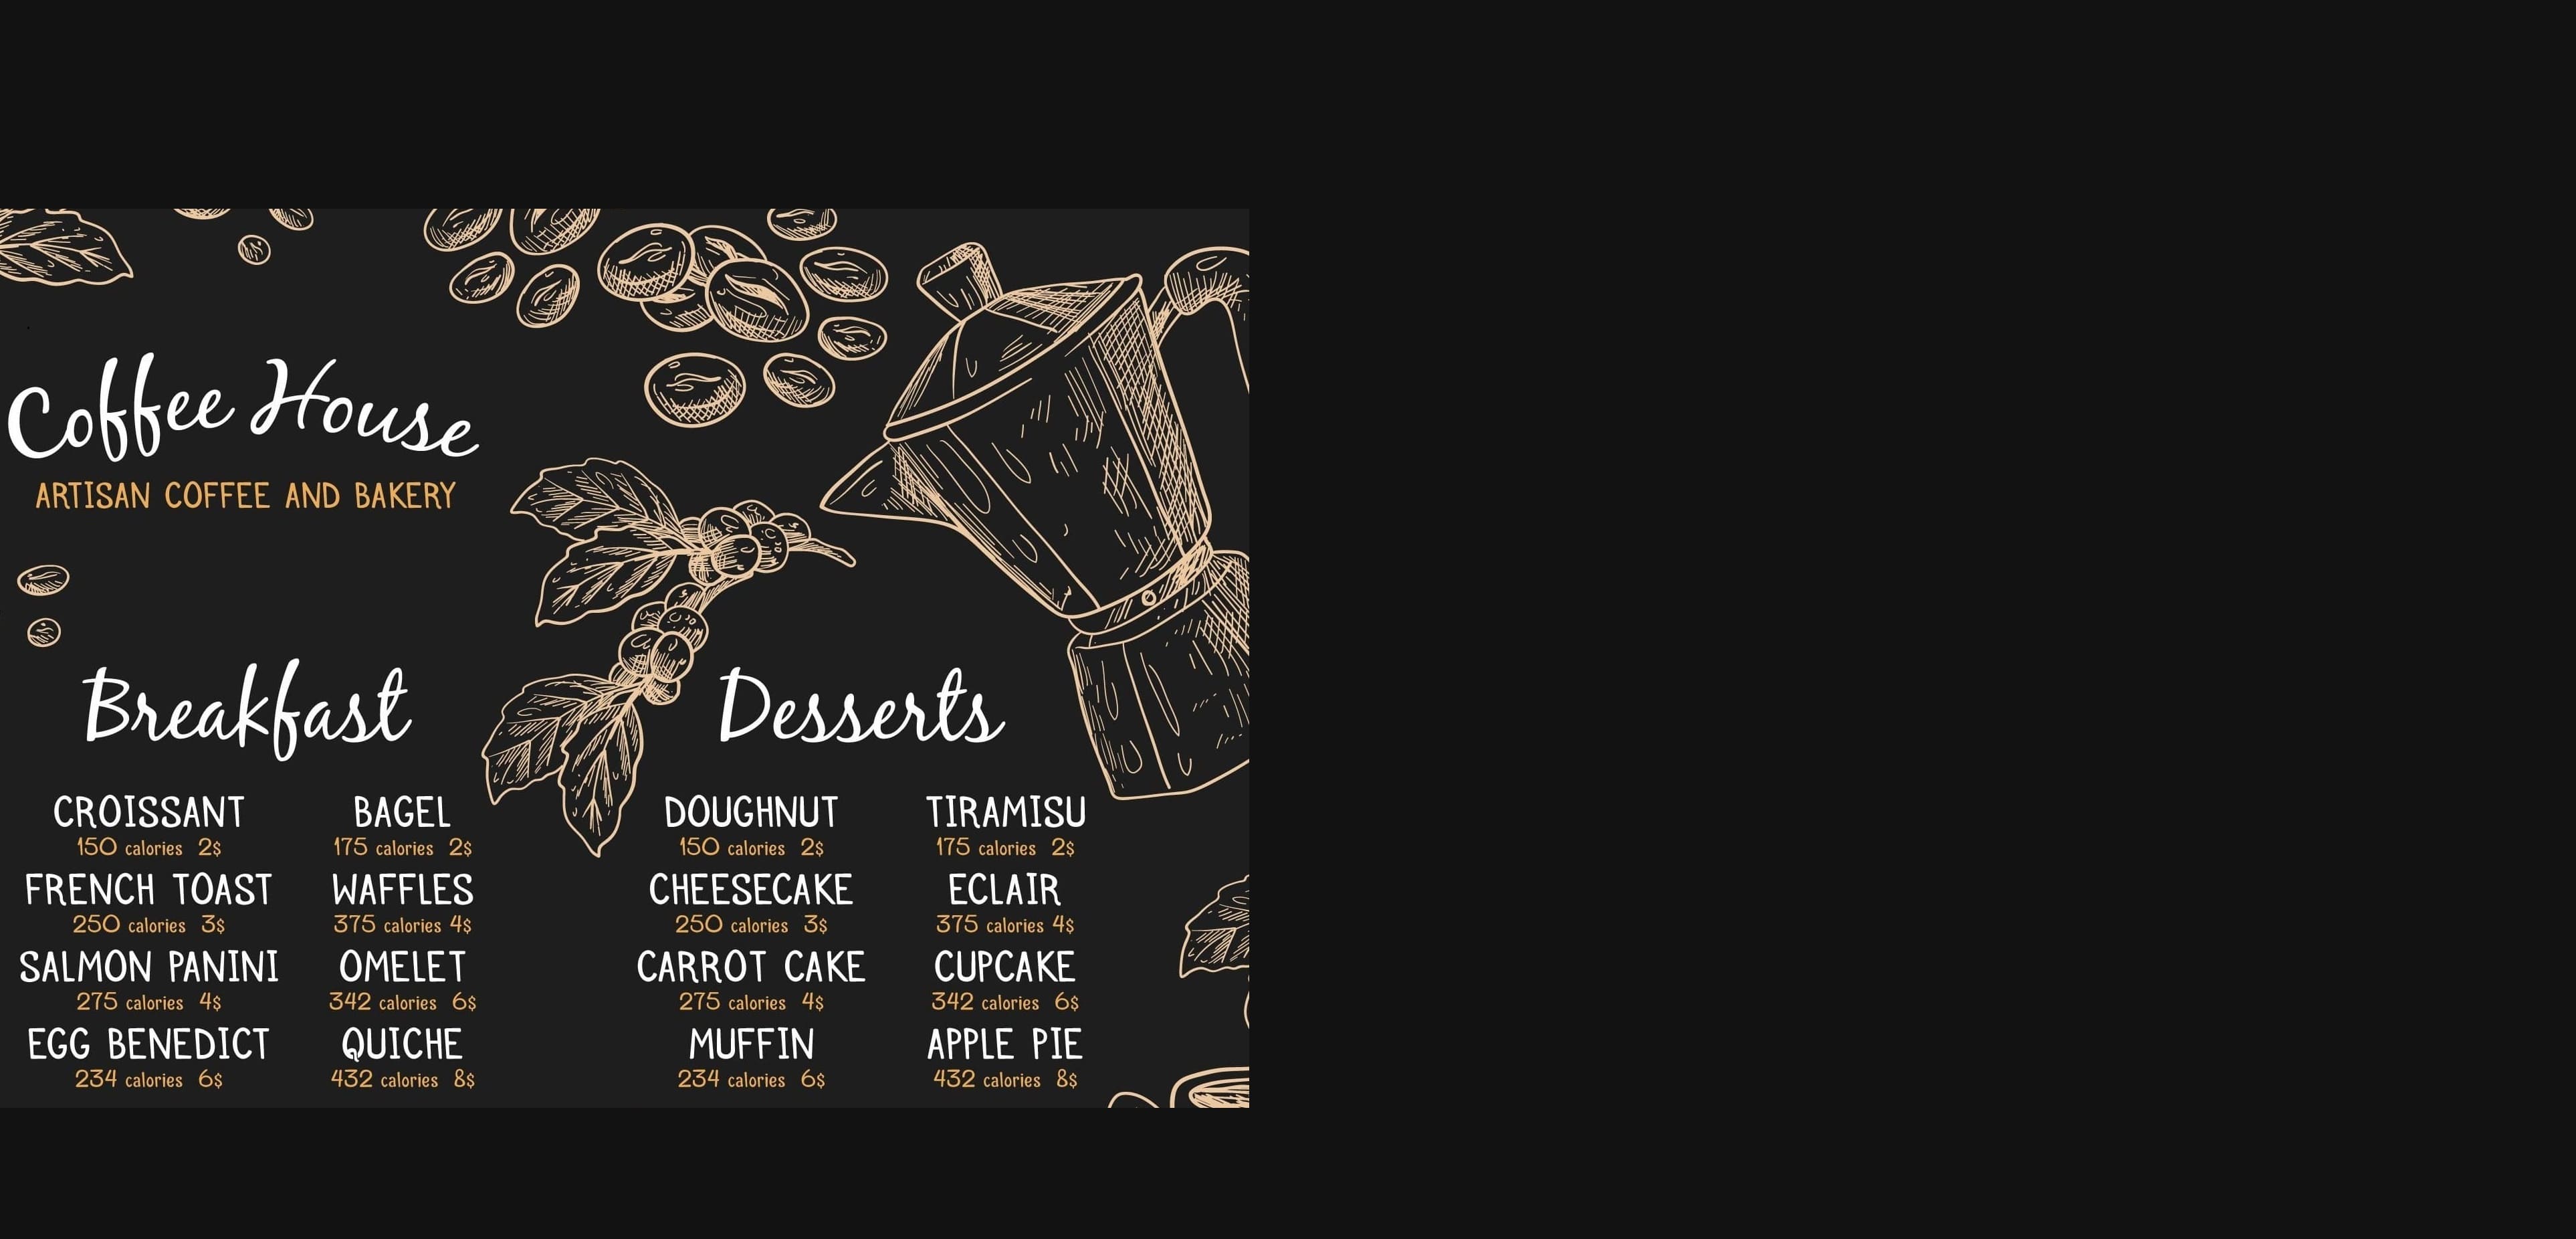 Coffee House
ARTISAN COFFEE AND BAKERY
Breakfast
CROISSANT
150 calories 2$
FRENCH TOAST
250 calories 3$
SALMON PANINI
275 calories 4$
EGG BENEDICT
234 calories 6$
BAGEL
175 calories 2$
WAFFLES
375 calories 4$
OMELET
342 calories 6$
QUICHE
432 calories 8$
Desserts
DOUGHNUT
150 calories 2$
CHEESECAKE
250 calories 3$
CARROT CAKE
275 calories 4$
MUFFIN
234 calories 6$
TIRAMISU
175 calories 2$
ECLAIR
375 calories 4$
CUPCAKE
342 calories 6$
APPLE PIE
432 calories 8$